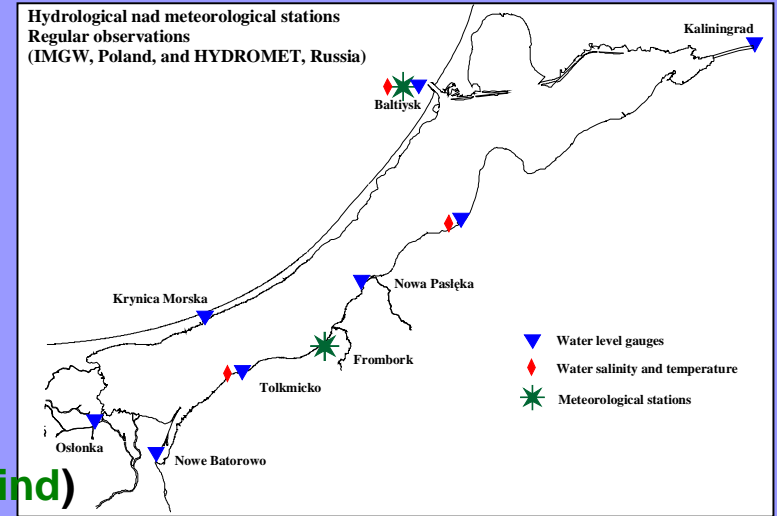 Hydrological nad meteorological stations
Regular observations
(IMGW, Poland, and HYDROMET, Russia)
Kaliningrad
Baltiysk
Nowa Pasłęka
Krynica Morska
Water level gauges
Frombork
Water salinity and temperature
Tolkmicko
Meteorological stations
Osłonka
Nowe Batorowo
ind)